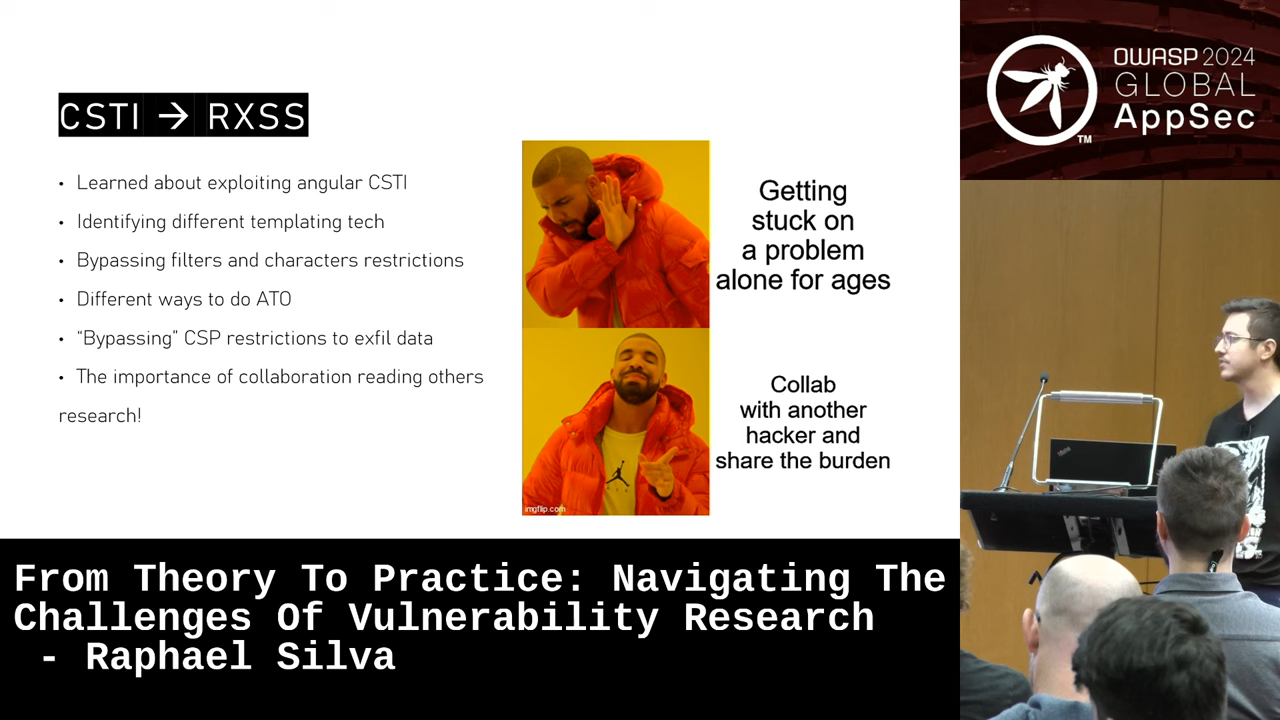 CSTI → RXSS
• Learned about exploiting angular CSTI
• Identifying different templating tech
• Bypassing filters and characters restrictions
• Different ways to do ATO
• “Bypassing” CSP restrictions to exfil data
• The importance of collaboration reading others
research!
Getting
stuck on
a problem
alone for ages
Collab
with another
hacker and
share the burden
imgflip.com
OWASP 2024
GLOBAL
AppSec
TM
From Theory To Practice: Navigating The
Challenges Of Vulnerability Research
- Raphael Silva